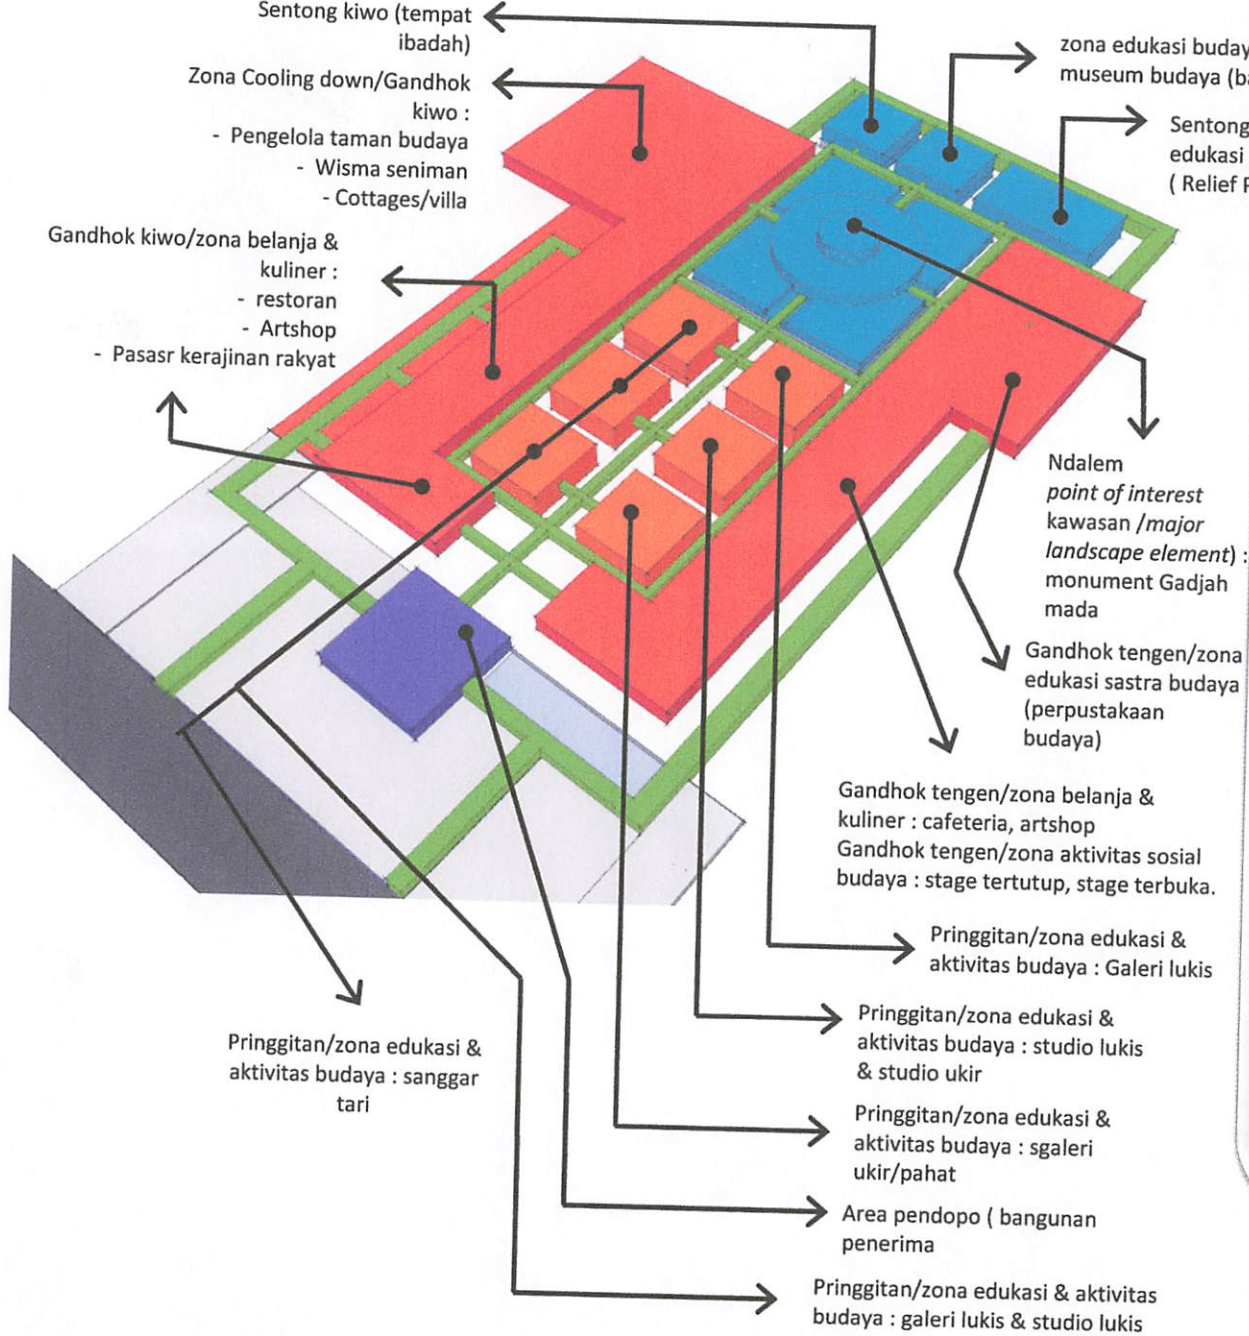 Sentong kiwo (tempat
ibadah)
Zona Cooling down/Gandhok
kiwo :
- Pengelola taman budaya
- Wisma seniman
- Cottages/villa
Gandhok kiwo/zona belanja &
kuliner :
- restoran
- Artshop
- Pasasr kerajinan rakyat
zona edukasi buday
museum budaya (ba
Sentong
edukasi
( Relief P
Ndalem
point of interest
kawasan /major
landscape element) :
monument Gadjah
mada
Gandhok tengen/zona
edukasi sastra budaya
(perpustakaan
budaya)
Gandhok tengen/zona belanja &
kuliner : cafeteria, artshop
Gandhok tengen/zona aktivitas sosial
budaya : stage tertutup, stage terbuka.
Pringgitan/zona edukasi &
aktivitas budaya : Galeri lukis
Pringgitan/zona edukasi &
aktivitas budaya : studio lukis
& studio ukir
Pringgitan/zona edukasi &
aktivitas budaya : sgaleri
ukir/pahat
Area pendopo ( bangunan
penerima
Pringgitan/zona edukasi & aktivitas
budaya : galeri lukis & studio lukis
Pringgitan/zona edukasi &
aktivitas budaya : sanggar
tari